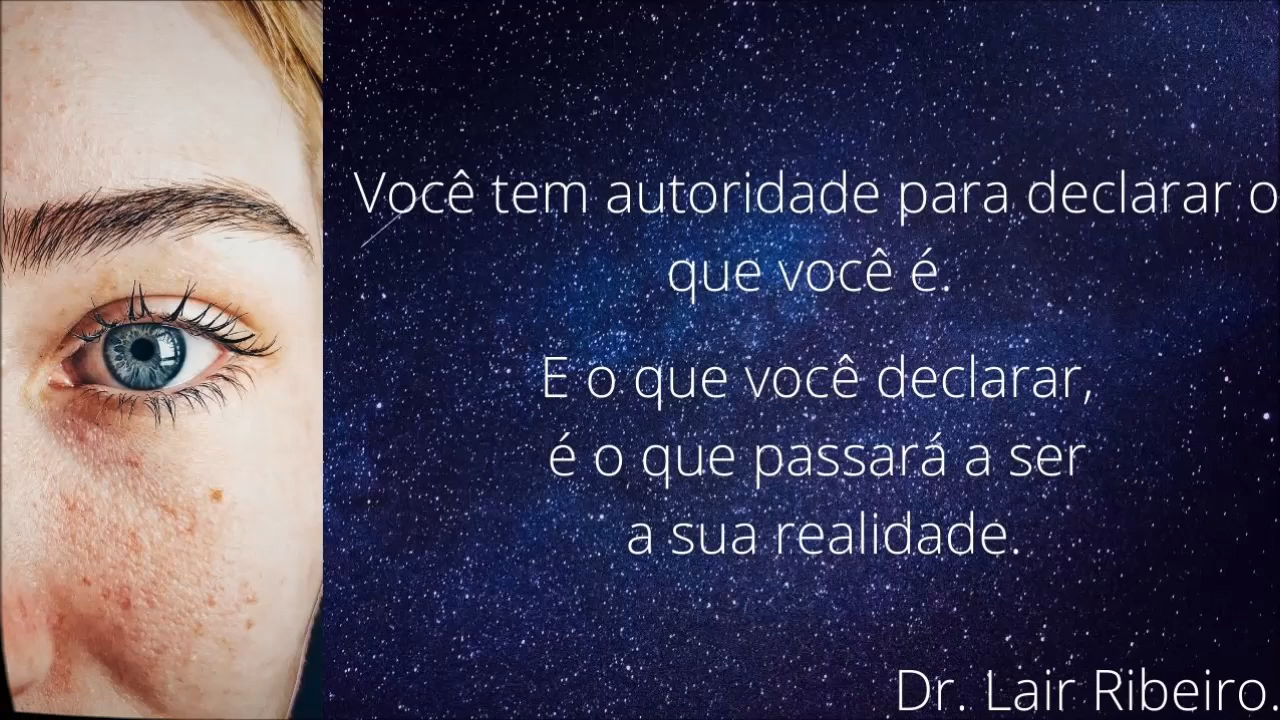 Você tem autoridade para declarar o
que você é.
E o que você declarar,
é o que passará a ser
a sua realidade.
Dr. Lair Ribeiro.